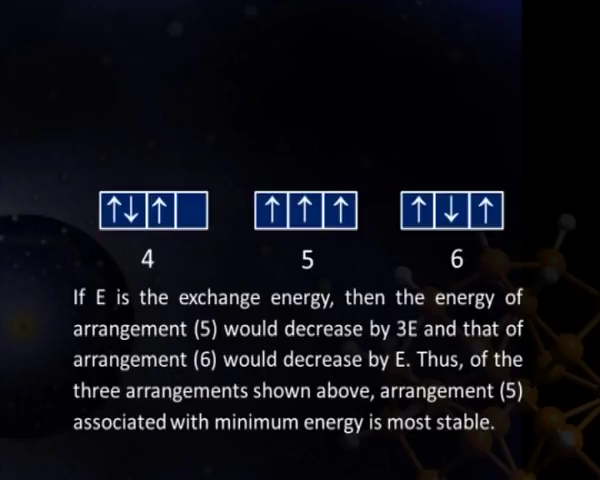 ↑↓ ↑ ↑ ↑ ↑ ↑ ↓ ↑
4 5 6
If E is the exchange energy, then the energy of
arrangement (5) would decrease by 3E and that of
arrangement (6) would decrease by E. Thus, of the
three arrangements shown above, arrangement (5)
associated with minimum energy is most stable.